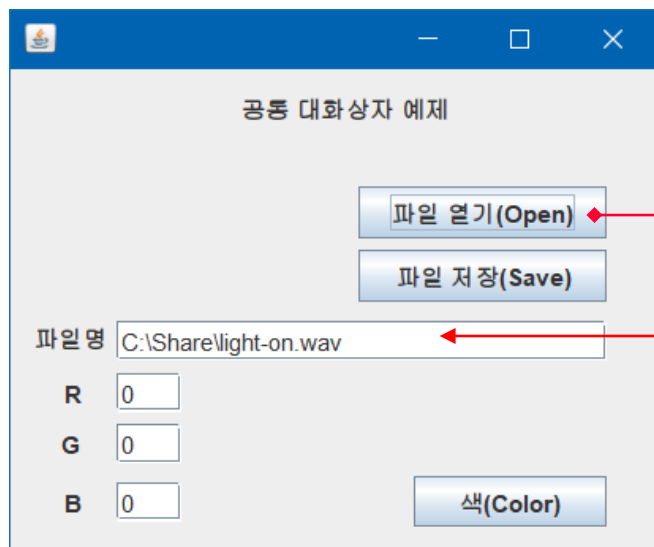 공통 대화상자 예제
파일 열기(Open)
파일 저장(Save)
파일명 C:\Share\light-on.wav
R 0
G 0
B 0 색(Color)